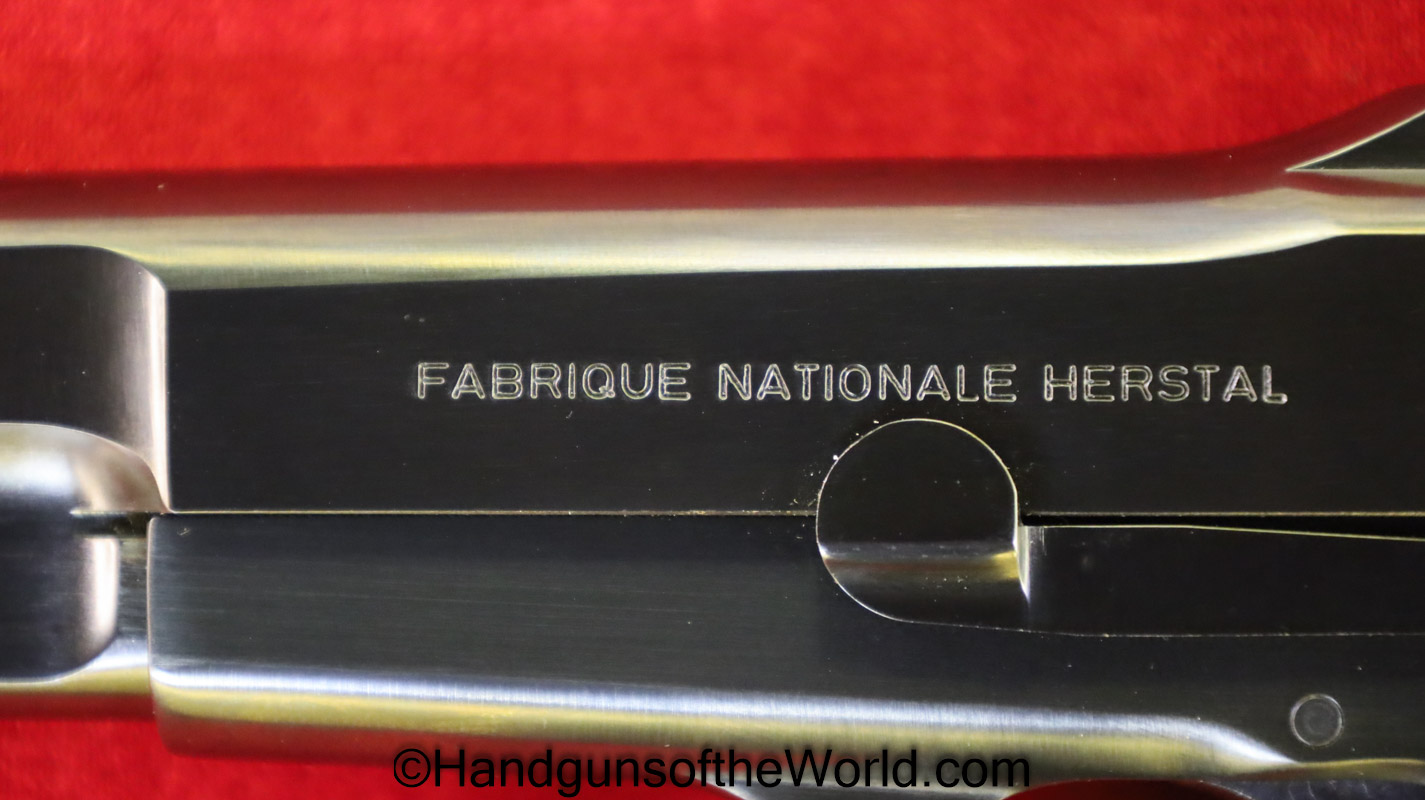 FABRIQUE NATIONALE HERSTAL
©HandgunsoftheWorld.com